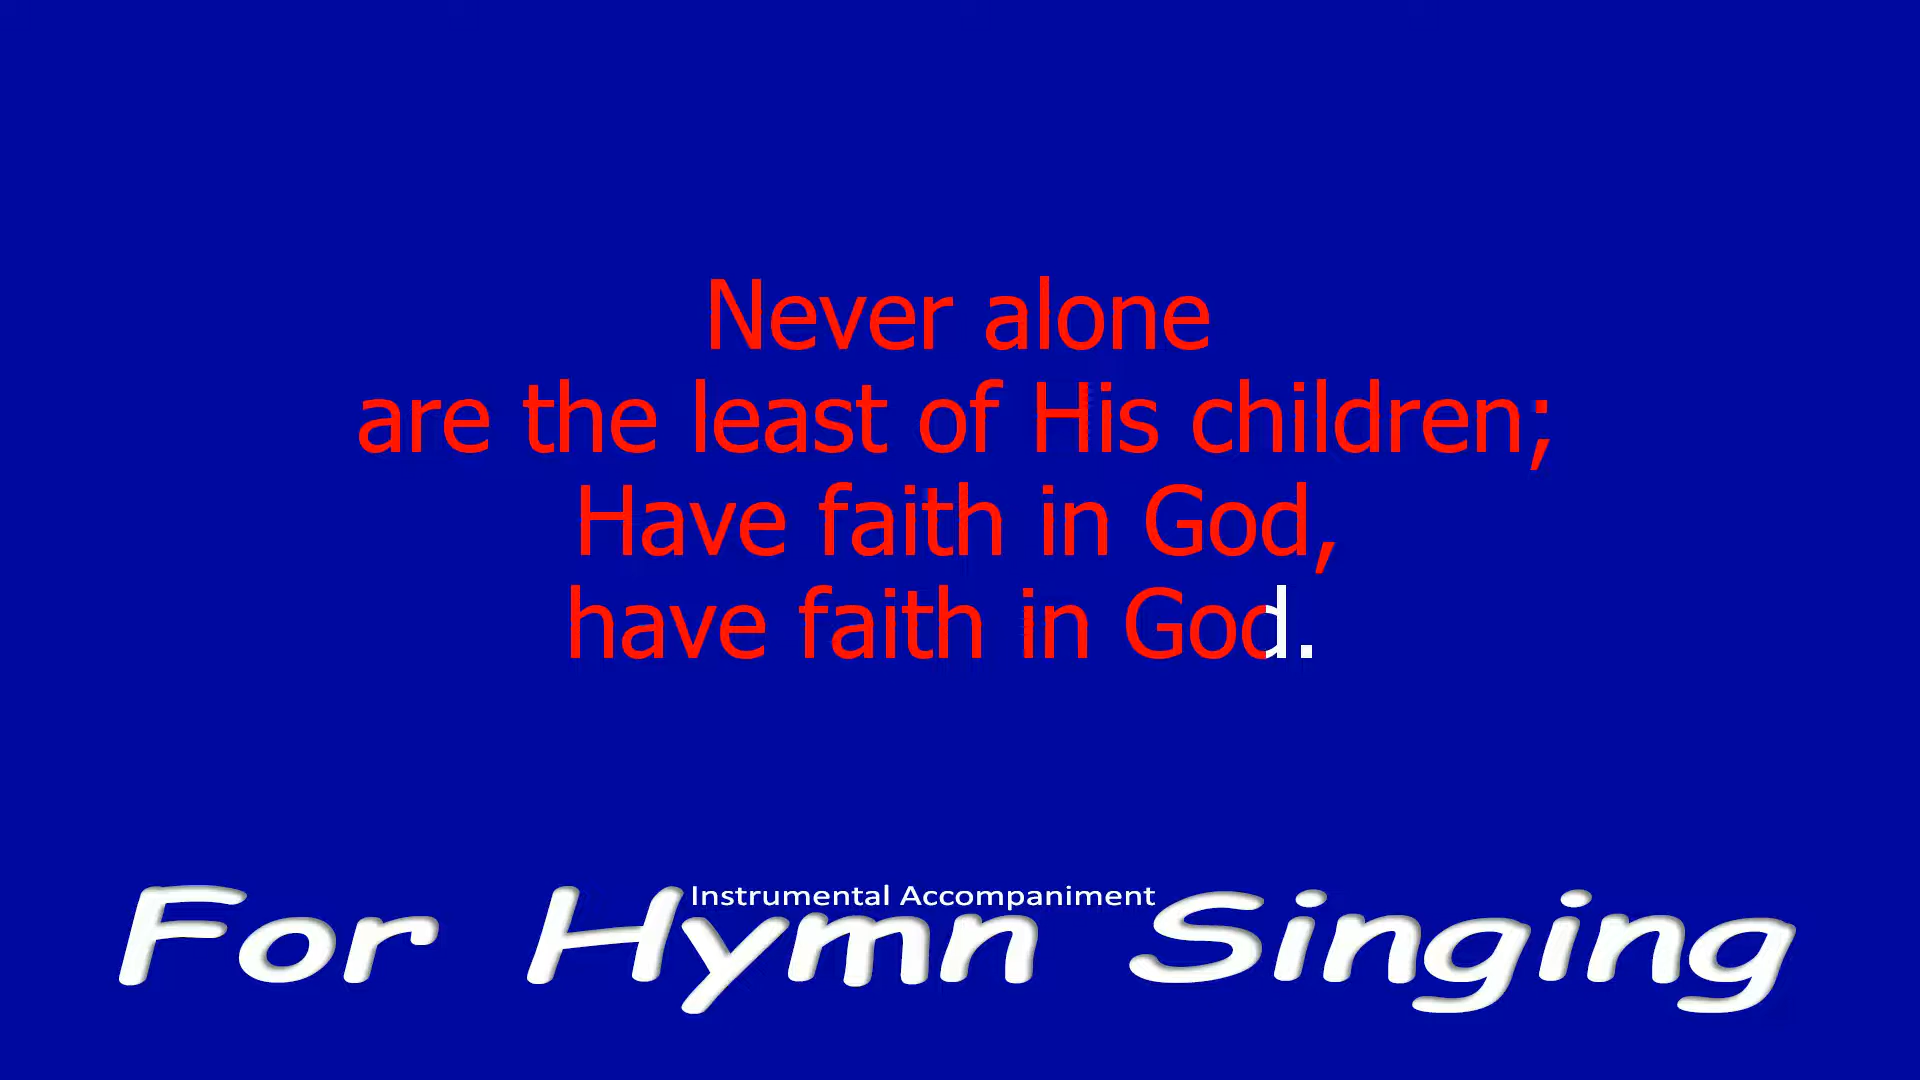 Never alone
are the least of His children;
Have faith in God,
have faith in God.
Instrumental Accompaniment
For Hymn Singing